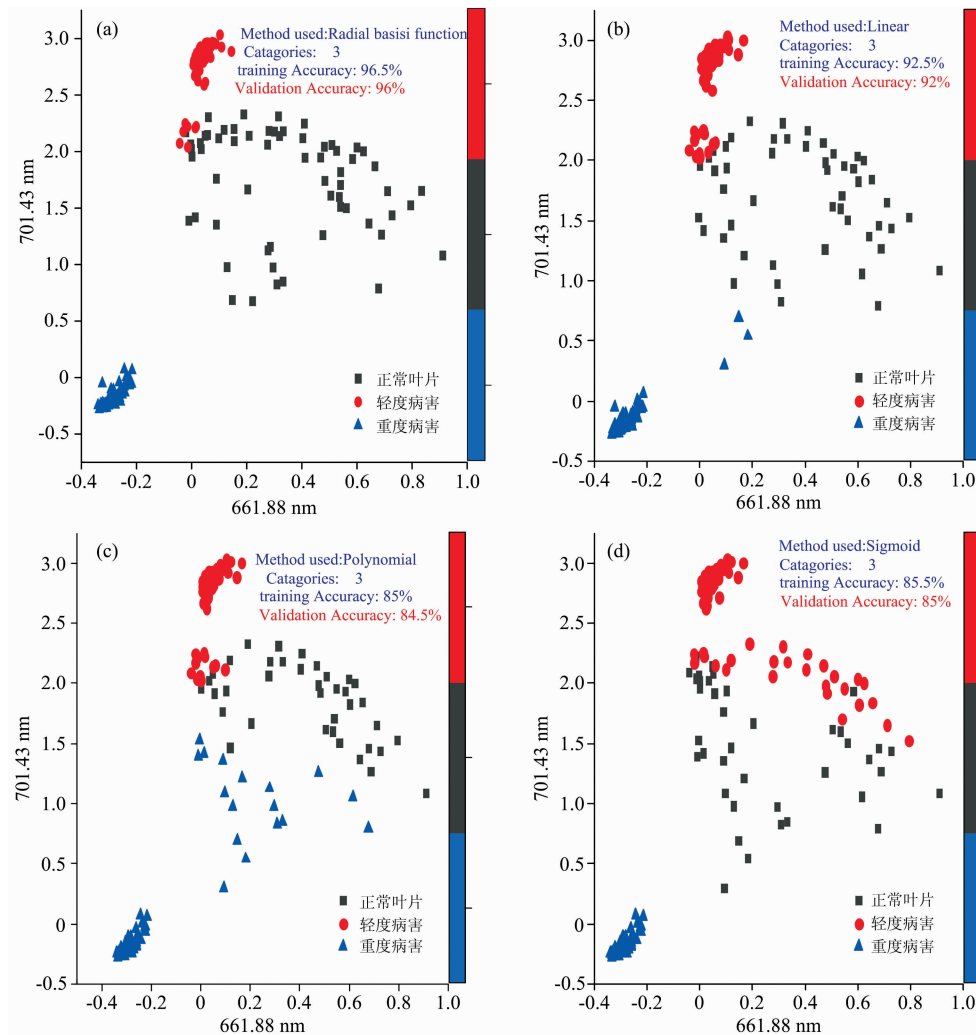 (a)
Method used:Radial basisi function
Catagories: 3
training Accuracy: 96.5%
Validation Accuracy: 96%
3.0
2.5
2.0
1.5
1.0
0.5
0
-0.5
701.43 nm
正常叶片
轻度病害
重度病害
-0.4 -0.2 0 0.2 0.4 0.6 0.8 1.0
661.88 nm
(b)
Method used:Linear
Catagories: 3
training Accuracy: 92.5%
Validation Accuracy: 92%
3.0
2.5
2.0
1.5
1.0
0.5
0
-0.5
701.43 nm
正常叶片
轻度病害
重度病害
-0.4 -0.2 0 0.2 0.4 0.6 0.8 1.0
661.88 nm
(c)
Method used:Polynomial
Catagories: 3
training Accuracy: 85%
Validation Accuracy: 84.5%
3.0
2.5
2.0
1.5
1.0
0.5
0
-0.5
701.43 nm
正常叶片
轻度病害
重度病害
-0.4 -0.2 0 0.2 0.4 0.6 0.8 1.0
661.88 nm
(d)
Method used:Sigmoid
Catagories: 3
training Accuracy: 85.5%
Validation Accuracy: 85%
3.0
2.5
2.0
1.5
1.0
0.5
0
-0.5
701.43 nm
正常叶片
轻度病害
重度病害
-0.4 -0.2 0 0.2 0.4 0.6 0.8 1.0
661.88 nm